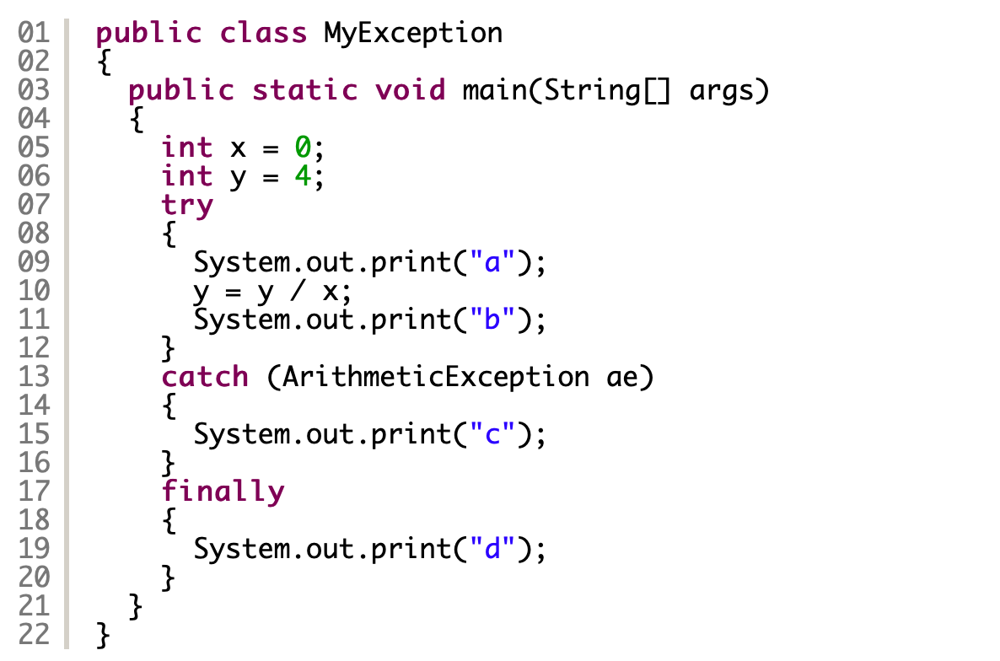 01 public class MyException
02 {
03   public static void main(String[] args)
04   {
05     int x = 0;
06     int y = 4;
07     try
08     {
09       System.out.print("a");
10       y = y / x;
11       System.out.print("b");
12     }
13     catch (ArithmeticException ae)
14     {
15       System.out.print("c");
16     }
17     finally
18     {
19       System.out.print("d");
20     }
21   }
22 }